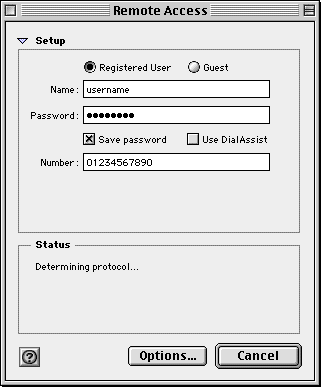 Remote Access
Setup
Registered User Guest
Name: username
Password: ●●●●●●●●
Save password Use DialAssist
Number: 01234567890
Status
Determining protocol...
? Options... Cancel